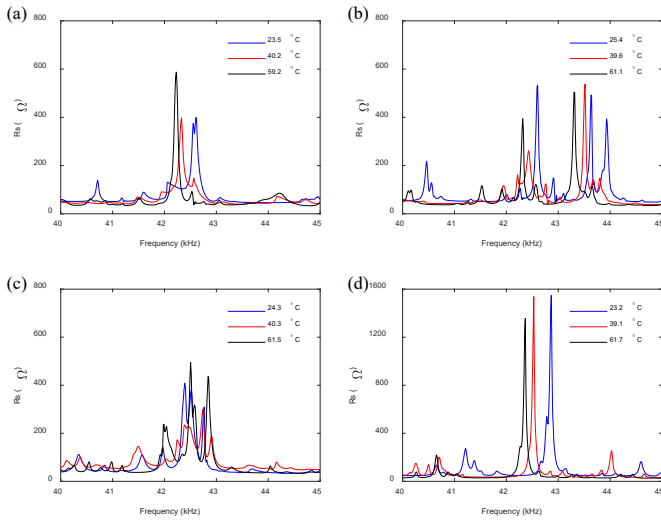 (a)
800
600
400
200
0
Rs ( Ω)
23.5 °C
40.2 °C
59.2 °C
40 41 42 43 44 45
Frequency (kHz)
(b)
800
600
400
200
0
Rs ( Ω)
25.4 °C
39.6 °C
61.1 °C
40 41 42 43 44 45
Frequency (kHz)
(c)
800
600
400
200
0
Rs ( Ω)
24.3 °C
40.3 °C
61.5 °C
40 41 42 43 44 45
Frequency (kHz)
(d)
1600
1200
800
400
0
Rs ( Ω)
23.2 °C
39.1 °C
61.7 °C
40 41 42 43 44 45
Frequency (kHz)